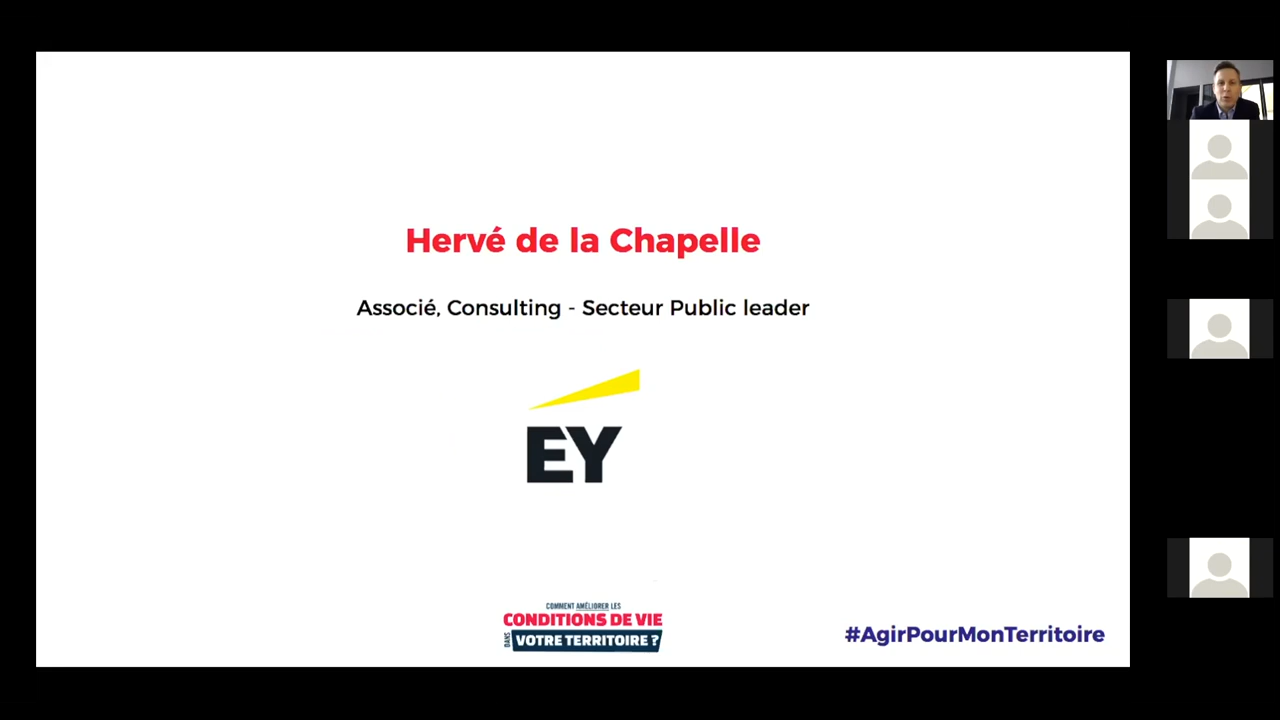 Hervé de la Chapelle
Associé, Consulting - Secteur Public leader
EY
COMMENT AMÉLIORER LES
CONDITIONS DE VIE
DANS VOTRE TERRITOIRE ?
#AgirPourMonTerritoire